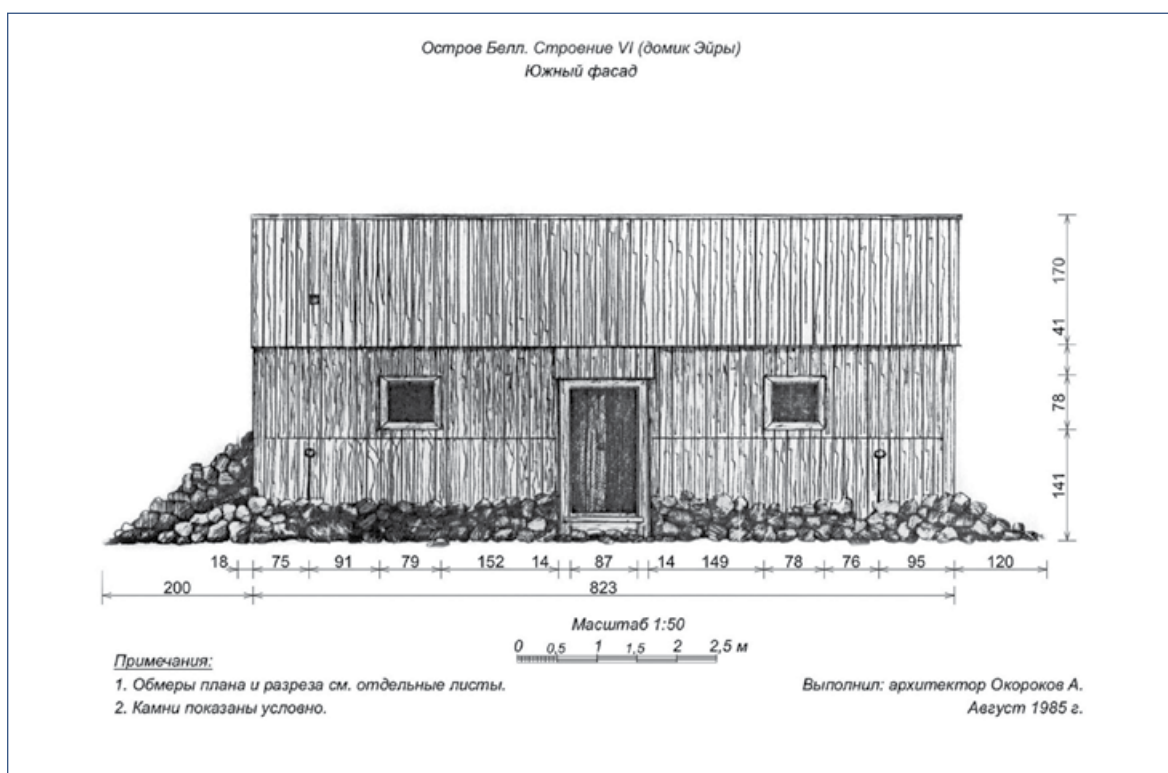 Остров Белл. Строение VI (домик Эйры)
Южный фасад
170
41
78
141
18 75 91 79 152 14 87 14 149 78 76 95 120
200 823
Масштаб 1:50
0 0,5 1 1,5 2 2,5 м
Примечания:
1. Обмеры плана и разреза см. отдельные листы.
2. Камни показаны условно.
Выполнил: архитектор Окороков А.
Август 1985 г.